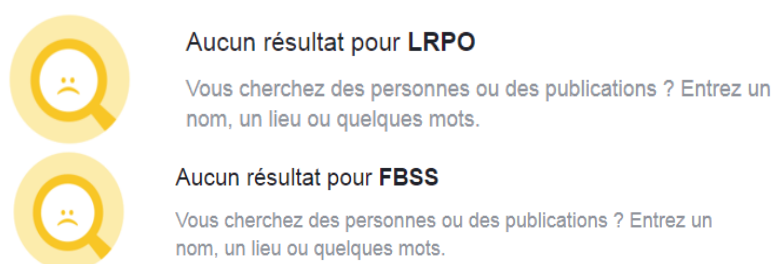 Aucun résultat pour LRPO
Vous cherchez des personnes ou des publications ? Entrez un
nom, un lieu ou quelques mots.
Aucun résultat pour FBSS
Vous cherchez des personnes ou des publications ? Entrez un
nom, un lieu ou quelques mots.